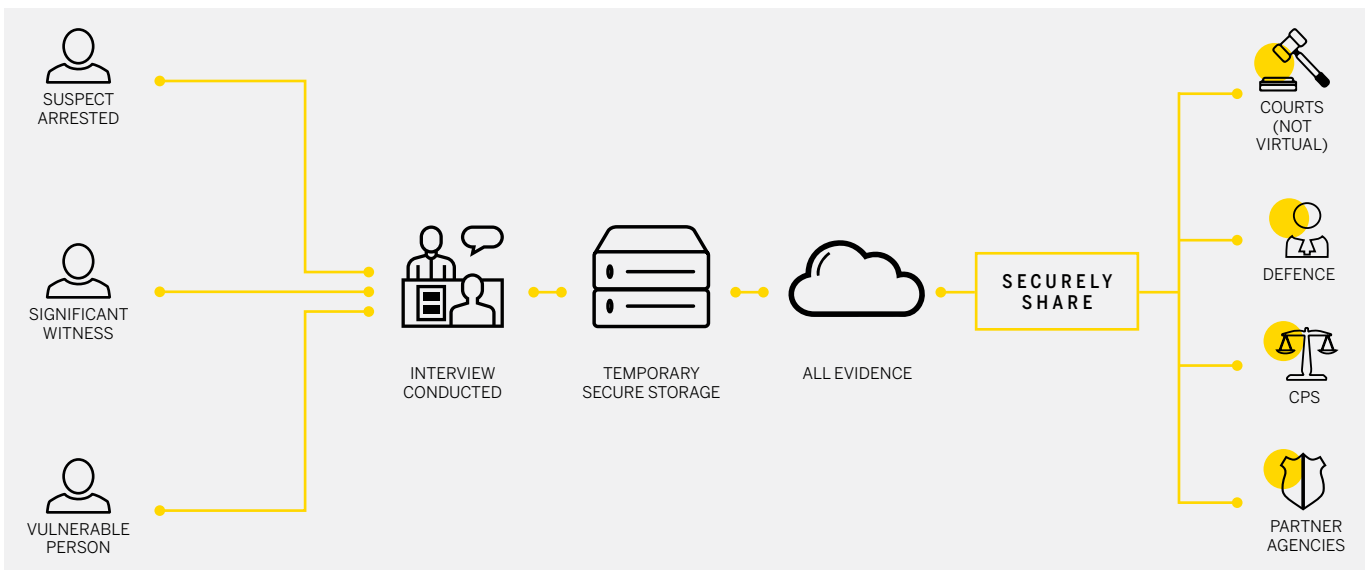 SUSPECT
ARRESTED
SIGNIFICANT
WITNESS
VULNERABLE
PERSON
INTERVIEW
CONDUCTED
TEMPORARY
SECURE STORAGE
ALL EVIDENCE
SECURELY
SHARE
COURTS
(NOT
VIRTUAL)
DEFENCE
CPS
PARTNER
AGENCIES